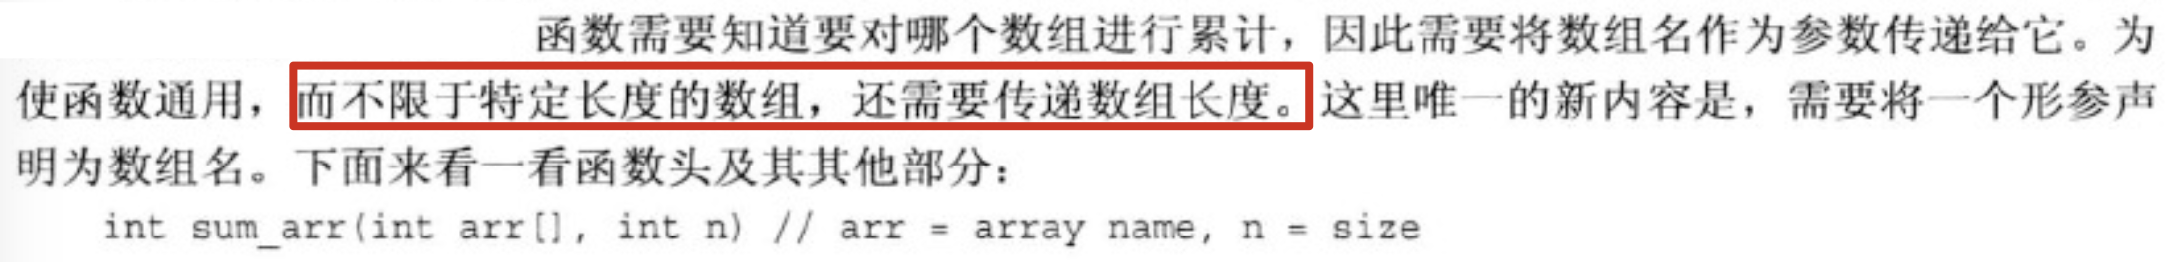 函数需要知道要对哪个数组进行累计，因此需要将数组名作为参数传递给它。为
使函数通用，而不限于特定长度的数组，还需要传递数组长度。这里唯一的新内容是，需要将一个形参声
明为数组名。下面来看一看函数头及其其他部分：
int sum_arr(int arr[], int n) // arr = array name, n = size